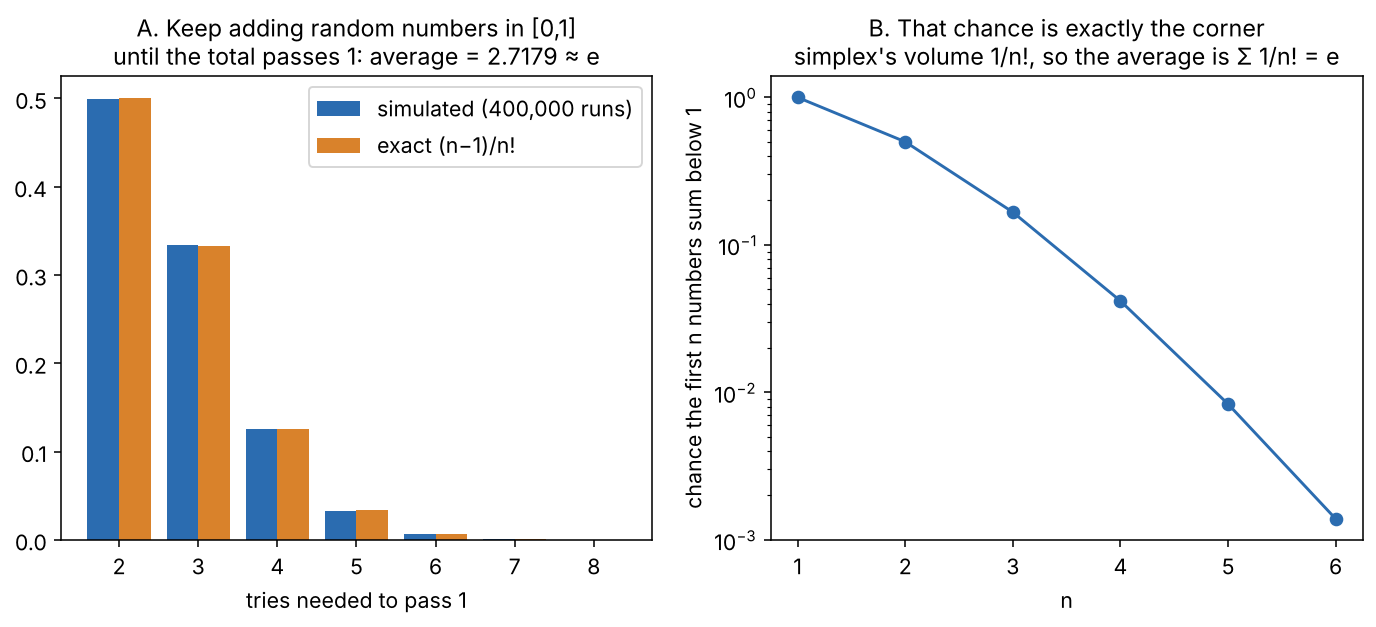 A. Keep adding random numbers in [0,1]
until the total passes 1: average = 2.7179 ≈ e
simulated (400,000 runs)
exact (n−1)/n!
0.5
0.4
0.3
0.2
0.1
0.0
2 3 4 5 6 7 8
tries needed to pass 1
B. That chance is exactly the corner
simplex's volume 1/n!, so the average is Σ 1/n! = e
chance the first n numbers sum below 1
10⁰
10⁻¹
10⁻²
10⁻³
1 2 3 4 5 6
n